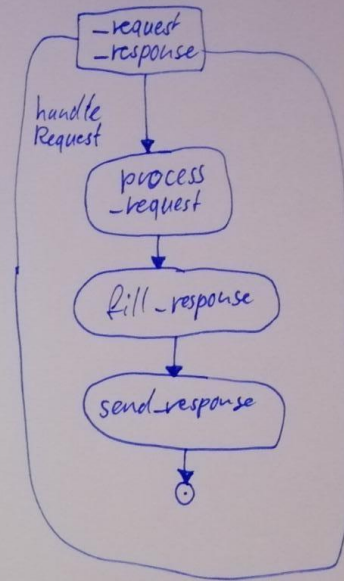 _request
_response
handle
Request
process
_request
fill_response
send_response